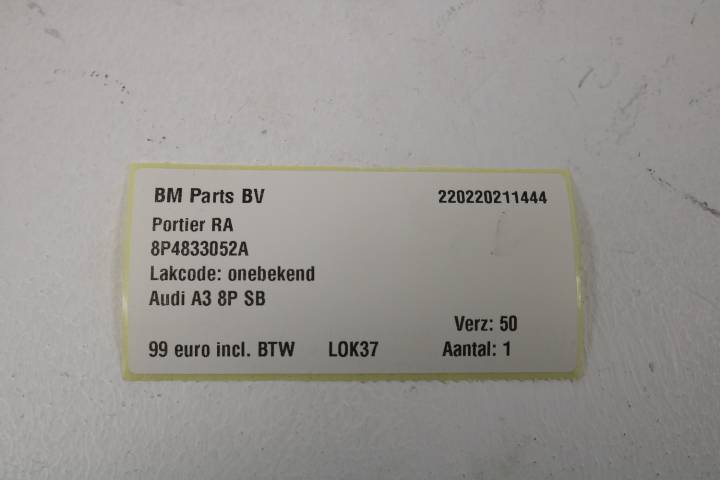 BM Parts BV 220220211444
Portier RA
8P4833052A
Lakcode: onebekend
Audi A3 8P SB
Verz: 50
99 euro incl. BTW LOK37 Aantal: 1